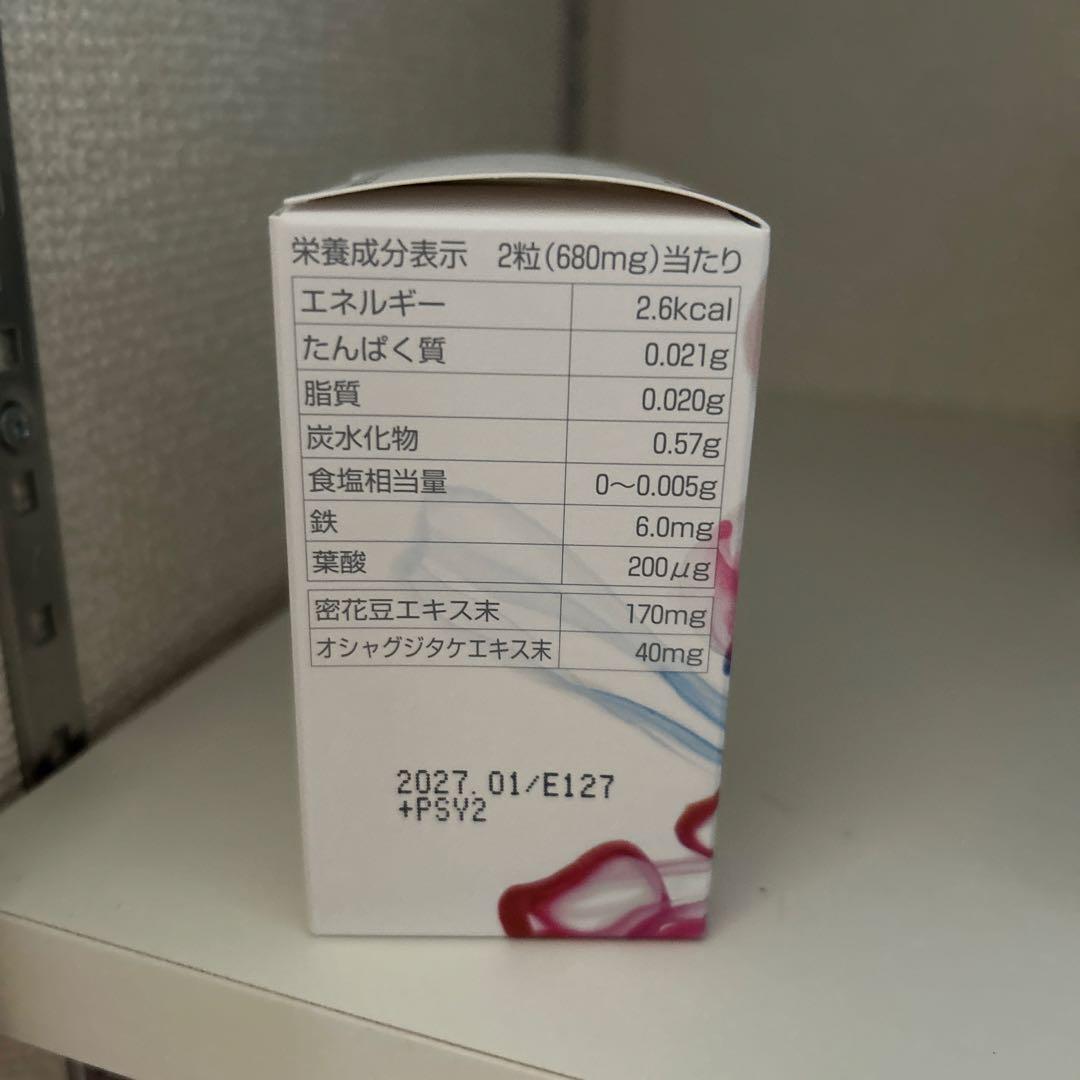 栄養成分表示 2粒(680mg)当たり
エネルギー 2.6kcal
たんぱく質 0.021g
脂質 0.020g
炭水化物 0.57g
食塩相当量 0～0.005g
鉄 6.0mg
葉酸 200μg
密花豆エキス末 170mg
オシャグジタケエキス末 40mg
2027.01/E127
+PSY2